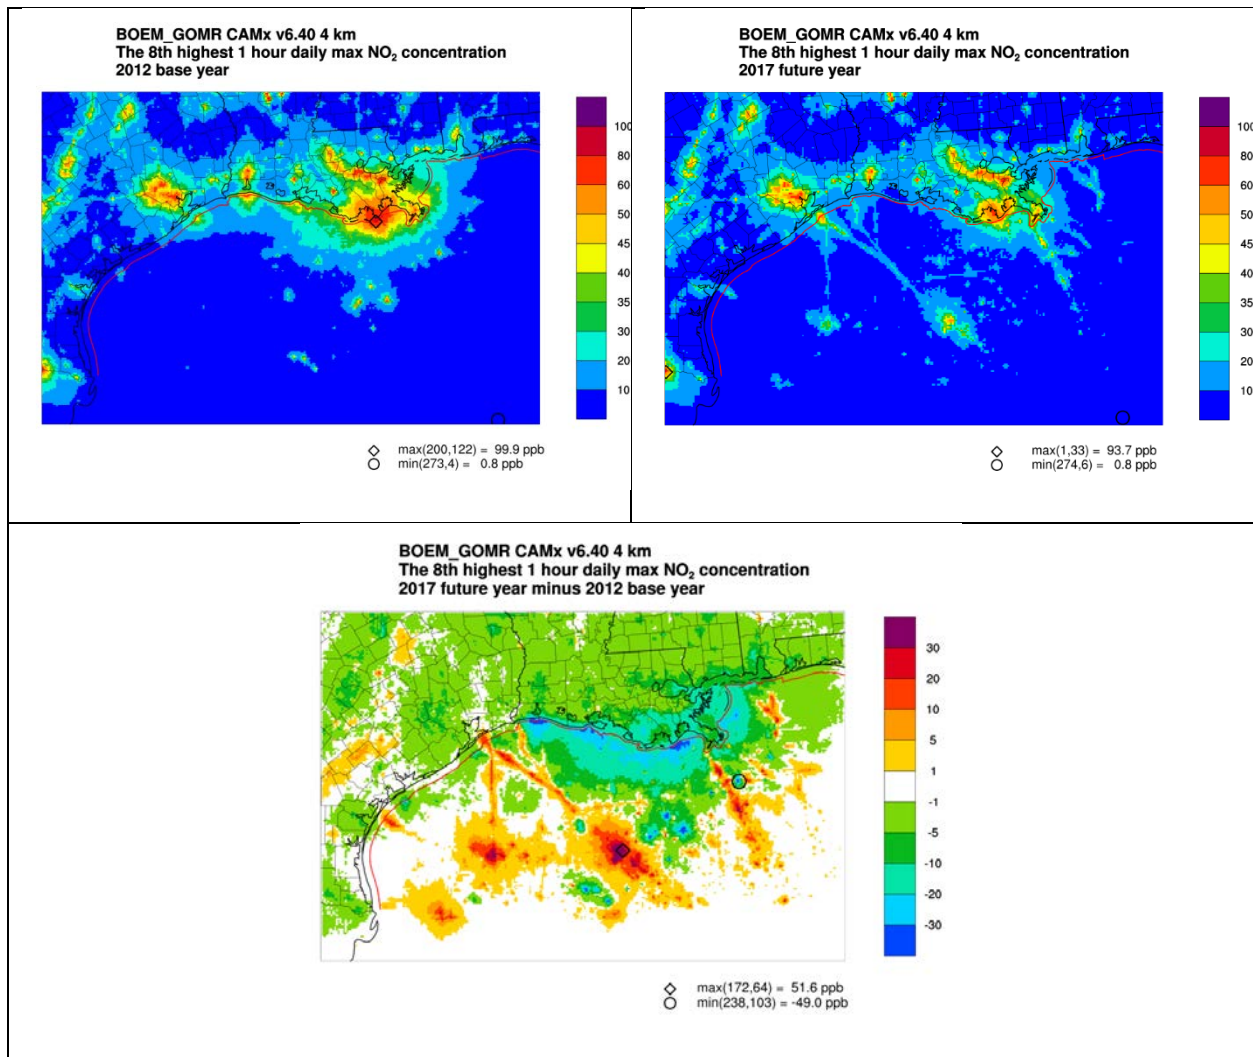 BOEM_GOMR CAMx v6.40 4 km
The 8th highest 1 hour daily max NO₂ concentration
2012 base year
100
80
60
50
45
40
35
30
20
10
max(200,122) = 99.9 ppb
min(273,4) = 0.8 ppb
BOEM_GOMR CAMx v6.40 4 km
The 8th highest 1 hour daily max NO₂ concentration
2017 future year
100
80
60
50
45
40
35
30
20
10
max(1,33) = 93.7 ppb
min(274,6) = 0.8 ppb
BOEM_GOMR CAMx v6.40 4 km
The 8th highest 1 hour daily max NO₂ concentration
2017 future year minus 2012 base year
30
20
10
5
1
-1
-5
-10
-20
-30
max(172,64) = 51.6 ppb
min(238,103) = -49.0 ppb